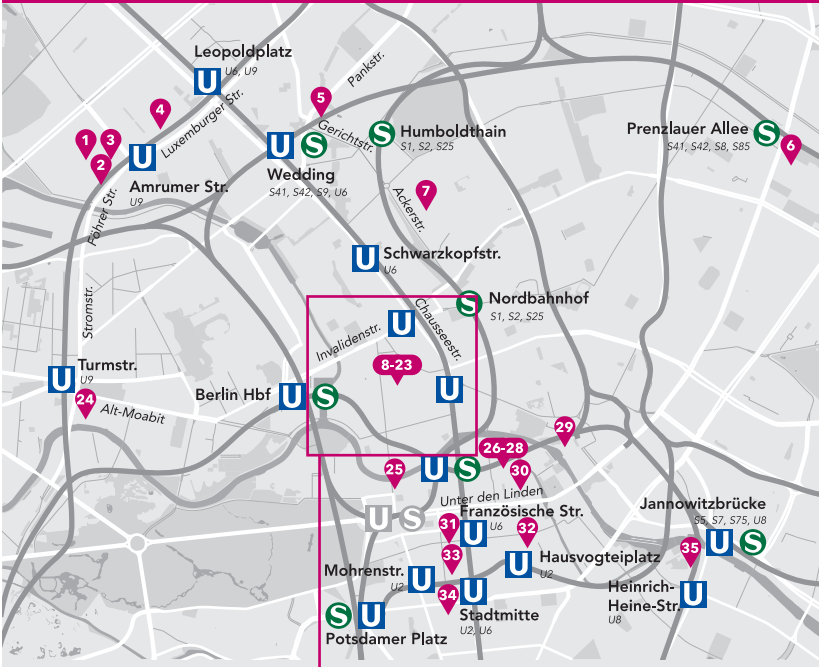 Leopoldplatz
U
U6, U9
Pankstr.
5
4
Luxemburger Str.
Gerichtstr.
1
3
2
U
Amrumer Str.
U9
U S
Wedding
S41, S42, S9, U6
S
Humboldthain
S1, S2, S25
Prenzlauer Allee
S
S41, S42, S8, S85
6
7
Ackerstr.
Föhrer Str.
U
Schwarzkopfstr.
U6
Stromstr.
S
Nordbahnhof
S1, S2, S25
Chausseestr.
U
Invalidenstr.
8-23
U
Turmstr.
U
U9
24
Alt-Moabit
Berlin Hbf
U S
29
26-28
25
U S
30
Unter den Linden
U S
Französische Str.
31
U
U6
32
Jannowitzbrücke
S5, S7, S75, U8
U S
35
33
Hausvogteiplatz
U
U2
Mohrenstr.
U
U2
34
U
Stadtmitte
U2, U6
Heinrich-
Heine-Str.
U
U8
S U
Potsdamer Platz